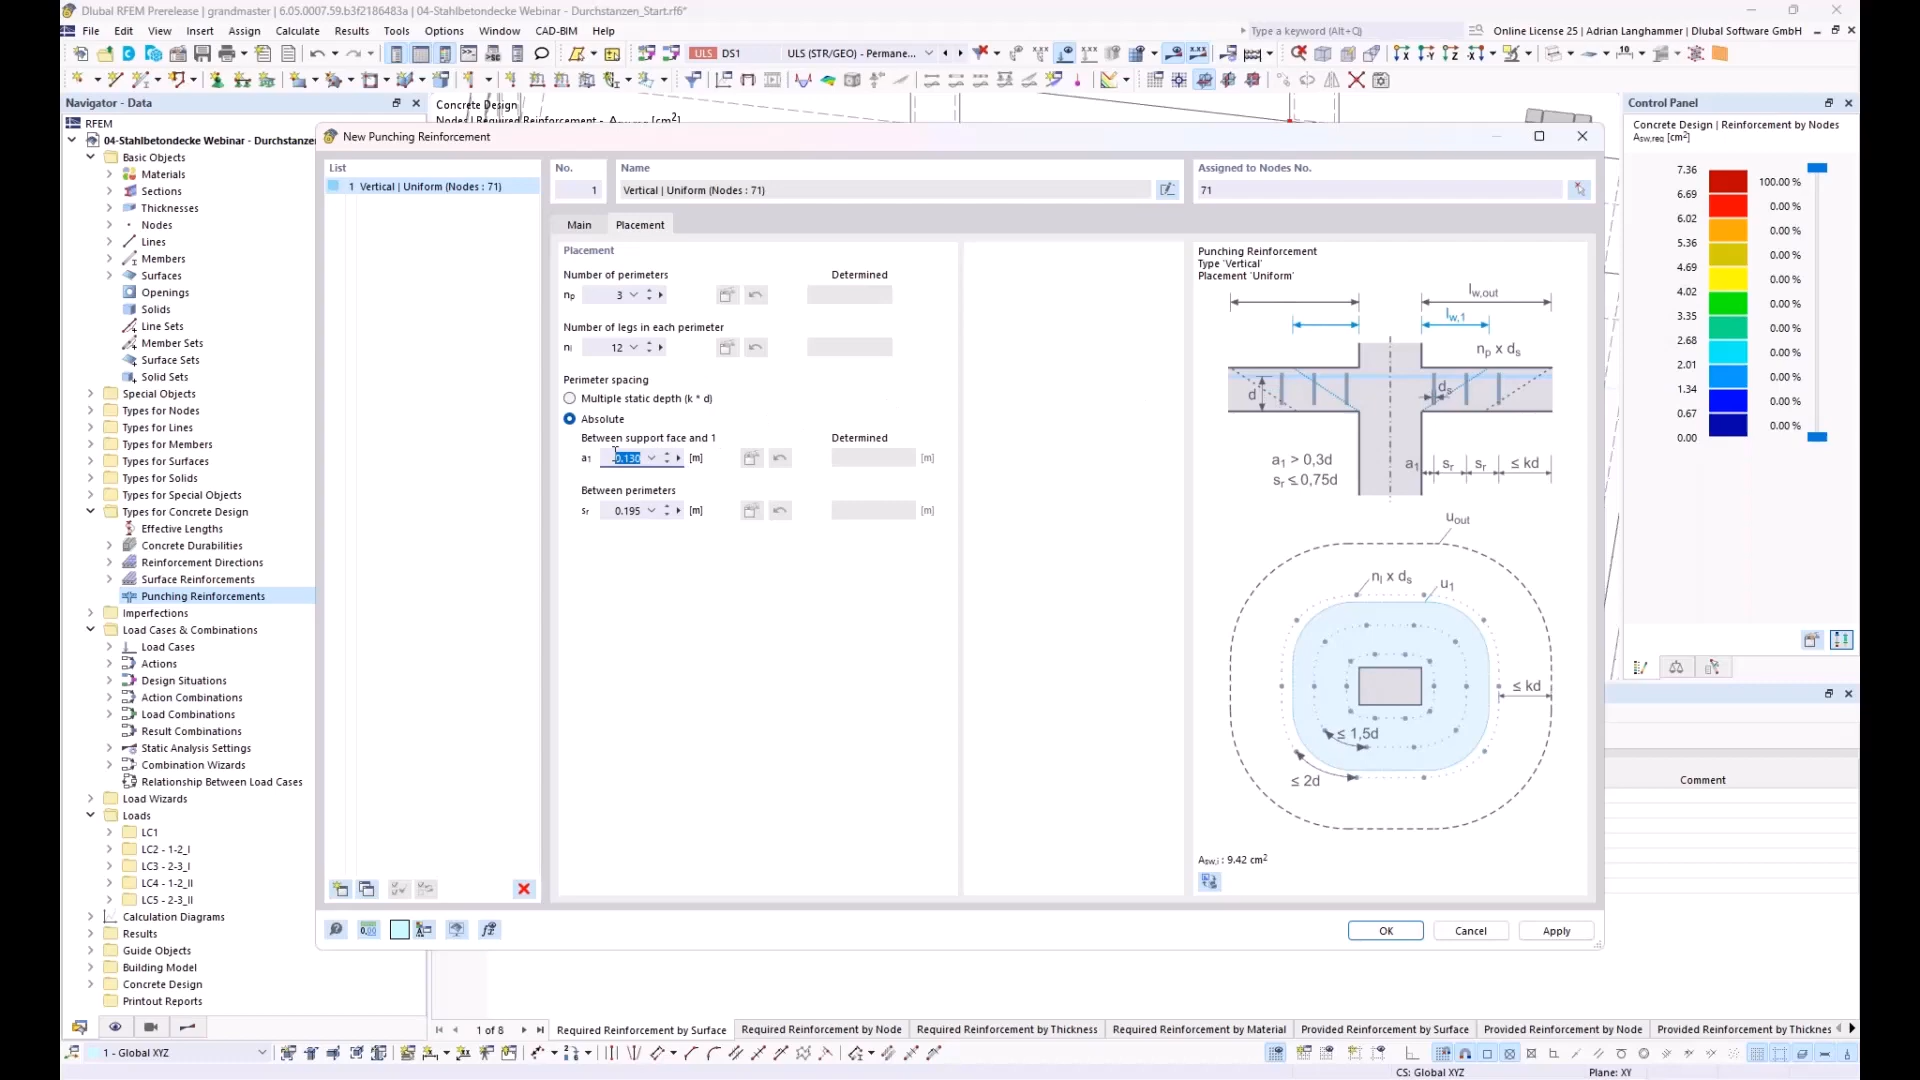 Dlubal RFEM Prerelease | grandmaster | 6.05.0007.59.b3f2186483a | 04-Stahlbetondecke Webinar - Durchstanzen_Start.rf6*
File Edit View Insert Assign Calculate Results Tools Options Window CAD-BIM Help
Type a keyword (Alt+Q)
Online License 25 | Adrian Langhammer | Dlubal Software GmbH
ULS DS1 ULS (STR/GEO) - Permane...
Navigator - Data
RFEM
04-Stahlbetondecke Webinar - Durchstanze
Basic Objects
Materials
Sections
Thicknesses
Nodes
Lines
Members
Surfaces
Openings
Solids
Line Sets
Member Sets
Surface Sets
Solid Sets
Special Objects
Types for Nodes
Types for Lines
Types for Members
Types for Surfaces
Types for Solids
Types for Special Objects
Types for Concrete Design
Effective Lengths
Concrete Durabilities
Reinforcement Directions
Surface Reinforcements
Punching Reinforcements
Imperfections
Load Cases & Combinations
Load Cases
Actions
Design Situations
Action Combinations
Load Combinations
Result Combinations
Static Analysis Settings
Combination Wizards
Relationship Between Load Cases
Load Wizards
Loads
LC1
LC2 - 1-2_I
LC3 - 2-3_I
LC4 - 1-2_II
LC5 - 2-3_II
Calculation Diagrams
Results
Guide Objects
Building Model
Concrete Design
Printout Reports
Concrete Design
Nodes | Required Reinforcement - Asw,req [cm²]
New Punching Reinforcement
List
1 Vertical | Uniform (Nodes : 71)
No.
1
Name
Vertical | Uniform (Nodes : 71)
Assigned to Nodes No.
71
Main Placement
Placement
Number of perimeters Determined
np 3
Number of legs in each perimeter
nl 12
Perimeter spacing
Multiple static depth (k * d)
Absolute
Between support face and 1 Determined
a1 0.130 [m] [m]
Between perimeters
sr 0.195 [m] [m]
Punching Reinforcement
Type 'Vertical'
Placement 'Uniform'
lw,out
lw,1
np x ds
ds
d
a1 > 0,3d
sr ≤ 0,75d
a1 sr sr ≤ kd
uout
nl x ds
u1
≤ kd
≤ 1,5d
≤ 2d
Asw,i : 9.42 cm²
OK Cancel Apply
Control Panel
Concrete Design | Reinforcement by Nodes
Asw,req [cm²]
7.36
6.69
6.02
5.36
4.69
4.02
3.35
2.68
2.01
1.34
0.67
0.00
100.00 %
0.00 %
0.00 %
0.00 %
0.00 %
0.00 %
0.00 %
0.00 %
0.00 %
0.00 %
0.00 %
Comment
1 of 8 Required Reinforcement by Surface Required Reinforcement by Node Required Reinforcement by Thickness Required Reinforcement by Material Provided Reinforcement by Surface Provided Reinforcement by Node Provided Reinforcement by Thicknes
1 - Global XYZ
CS: Global XYZ Plane: XY